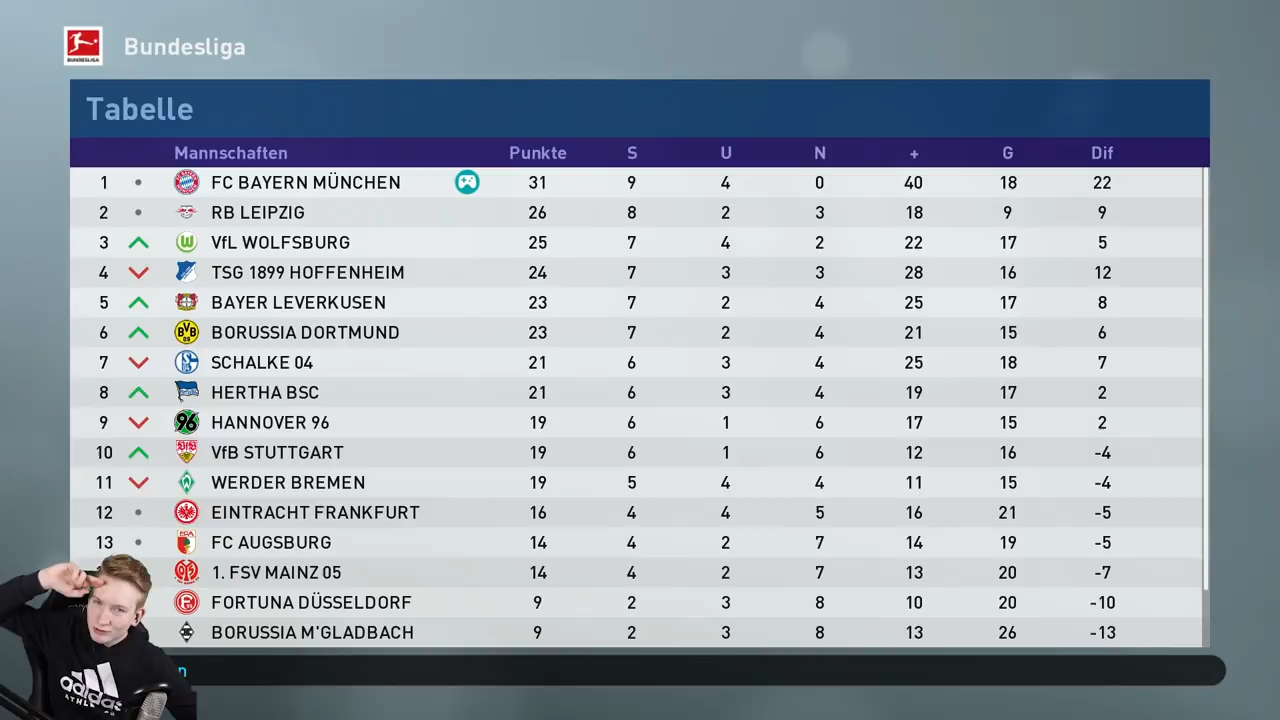 BUNDESLIGA
Bundesliga
Tabelle
Mannschaften Punkte S U N + G Dif
1 FC BAYERN MÜNCHEN 31 9 4 0 40 18 22
2 RB LEIPZIG 26 8 2 3 18 9 9
3 VfL WOLFSBURG 25 7 4 2 22 17 5
4 TSG 1899 HOFFENHEIM 24 7 3 3 28 16 12
5 BAYER LEVERKUSEN 23 7 2 4 25 17 8
6 BORUSSIA DORTMUND 23 7 2 4 21 15 6
7 SCHALKE 04 21 6 3 4 25 18 7
8 HERTHA BSC 21 6 3 4 19 17 2
9 HANNOVER 96 19 6 1 6 17 15 2
10 VfB STUTTGART 19 6 1 6 12 16 -4
11 WERDER BREMEN 19 5 4 4 11 15 -4
12 EINTRACHT FRANKFURT 16 4 4 5 16 21 -5
13 FC AUGSBURG 14 4 2 7 14 19 -5
1. FSV MAINZ 05 14 4 2 7 13 20 -7
FORTUNA DÜSSELDORF 9 2 3 8 10 20 -10
BORUSSIA M'GLADBACH 9 2 3 8 13 26 -13
adidas